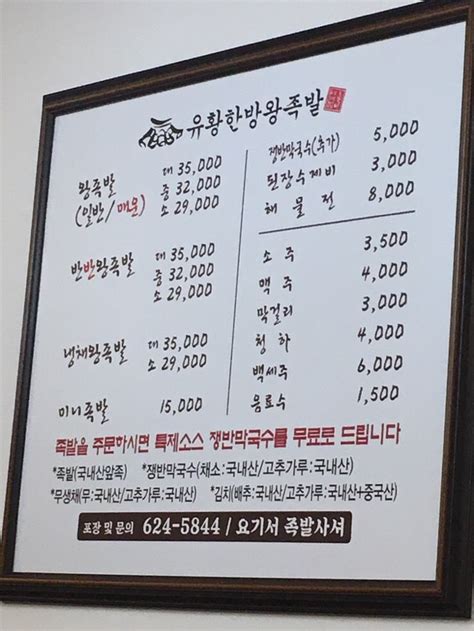 유황한방왕족발
왕족발
(일반/매운)
대 35,000
중 32,000
소 29,000
반반왕족발
대 35,000
중 32,000
소 29,000
냉채왕족발
대 35,000
소 29,000
미니족발 15,000
쟁반막국수(추가) 5,000
된장수제비 3,000
해물전 8,000
소주 3,500
맥주 4,000
막걸리 3,000
청하 4,000
백세주 6,000
음료수 1,500
족발을 주문하시면 특제소스 쟁반막국수를 무료로 드립니다
*족발(국내산앞족) *쟁반막국수(채소:국내산/고추가루:국내산)
*무생채(무:국내산/고추가루:국내산) *김치(배추:국내산/고추가루:국내산+중국산)
포장 및 문의 624-5844 / 요기서 족발사셔